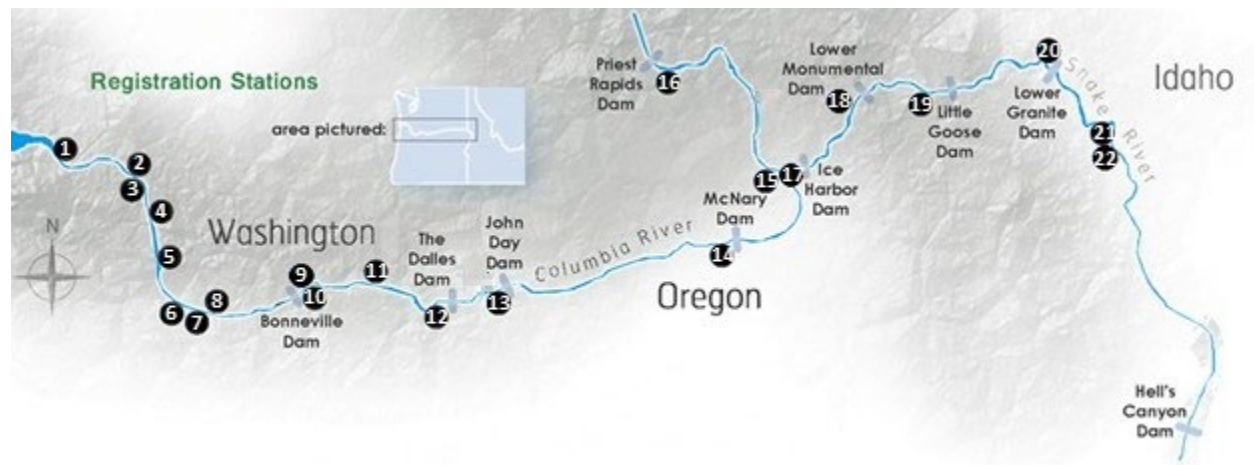 Registration Stations
area pictured:
N
Washington
Oregon
Idaho
Columbia River
Snake River
Priest
Rapids
Dam
Lower
Monumental
Dam
Little
Goose
Dam
Lower
Granite
Dam
Ice
Harbor
Dam
McNary
Dam
John
Day
Dam
The
Dalles
Dam
Bonneville
Dam
Hell's
Canyon
Dam
1
2
3
4
5
6
7
8
9
10
11
12
13
14
15
16
17
18
19
20
21
22